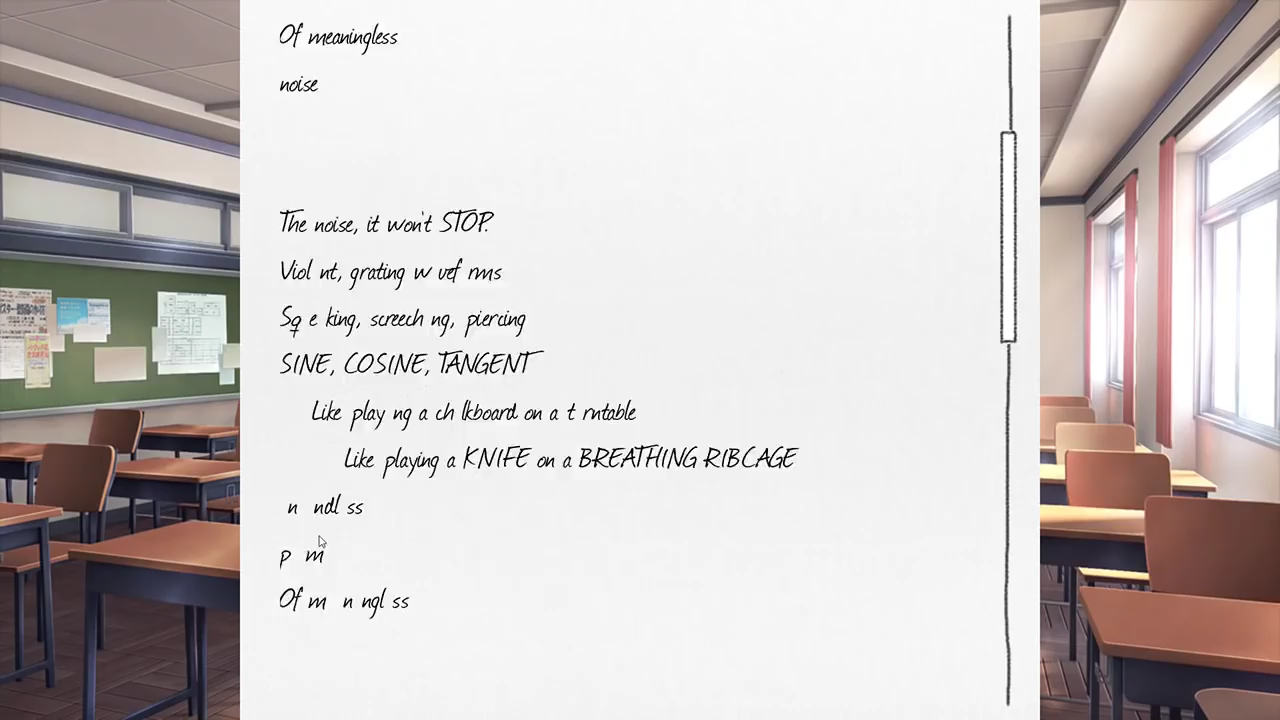 Of meaningless
noise
The noise, it won't STOP.
Viol nt, grating w vef rms
Sq e king, screech ng, piercing
SINE, COSINE, TANGENT
Like play ng a ch lkboard on a t rntable
Like playing a KNIFE on a BREATHING RIBCAGE
n ndl ss
p m
Of m n ngl ss